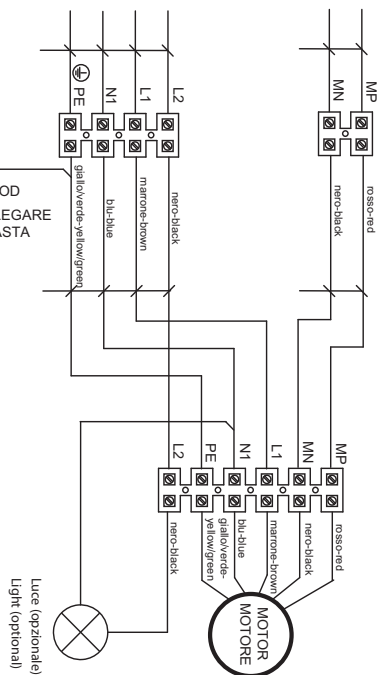 MP
MN
L2
L1
N1
PE
rosso-red
nero-black
nero-black
marrone-brown
blu-blue
giallo/verde-yellow/green
OD
LEGARE
ASTA
MP
MN
L1
N1
PE
L2
rosso-red
nero-black
marrone-brown
blu-blue
giallo/verde-
yellow/green
nero-black
MOTOR
MOTORE
Luce (opzionale)
Light (optional)